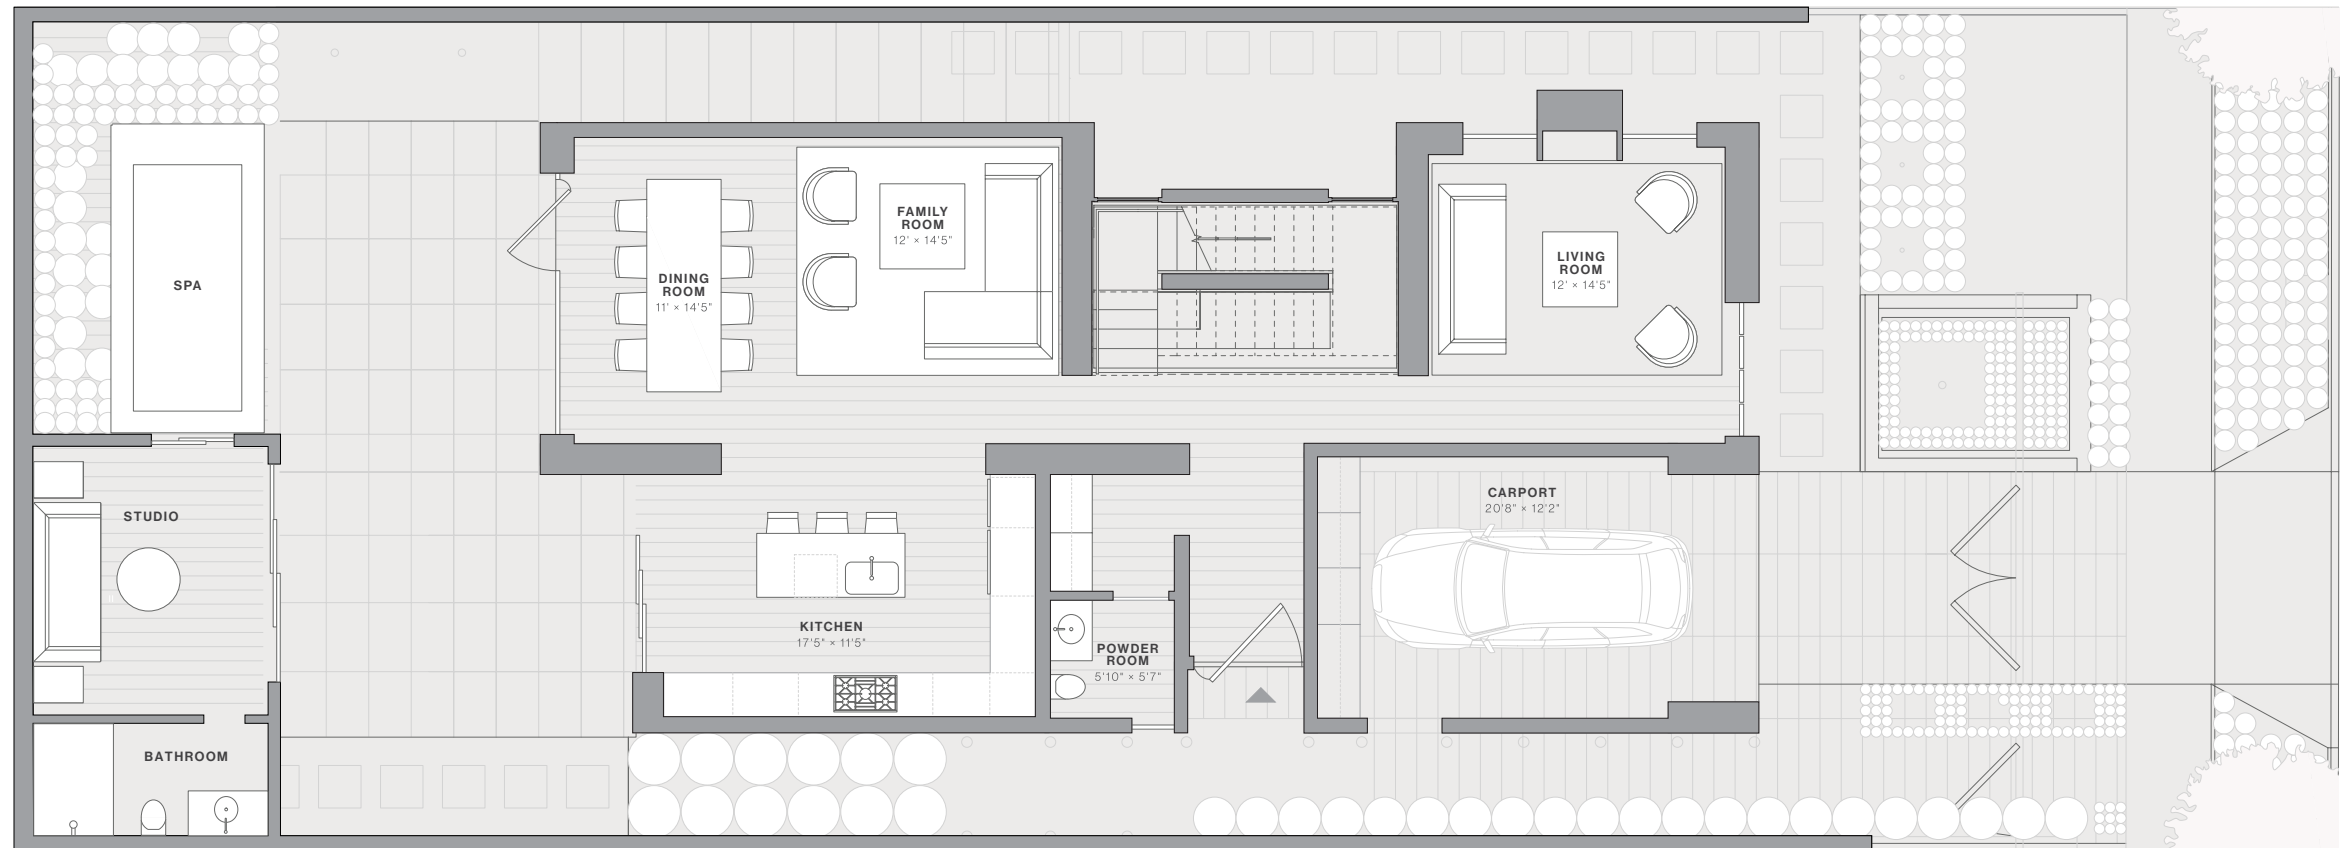 SPA
FAMILY
ROOM
12' × 14'5"
DINING
ROOM
11' × 14'5"
LIVING
ROOM
12' × 14'5"
STUDIO
CARPORT
20'8" × 12'2"
KITCHEN
17'5" × 11'5"
POWDER
ROOM
5'10" × 5'7"
BATHROOM